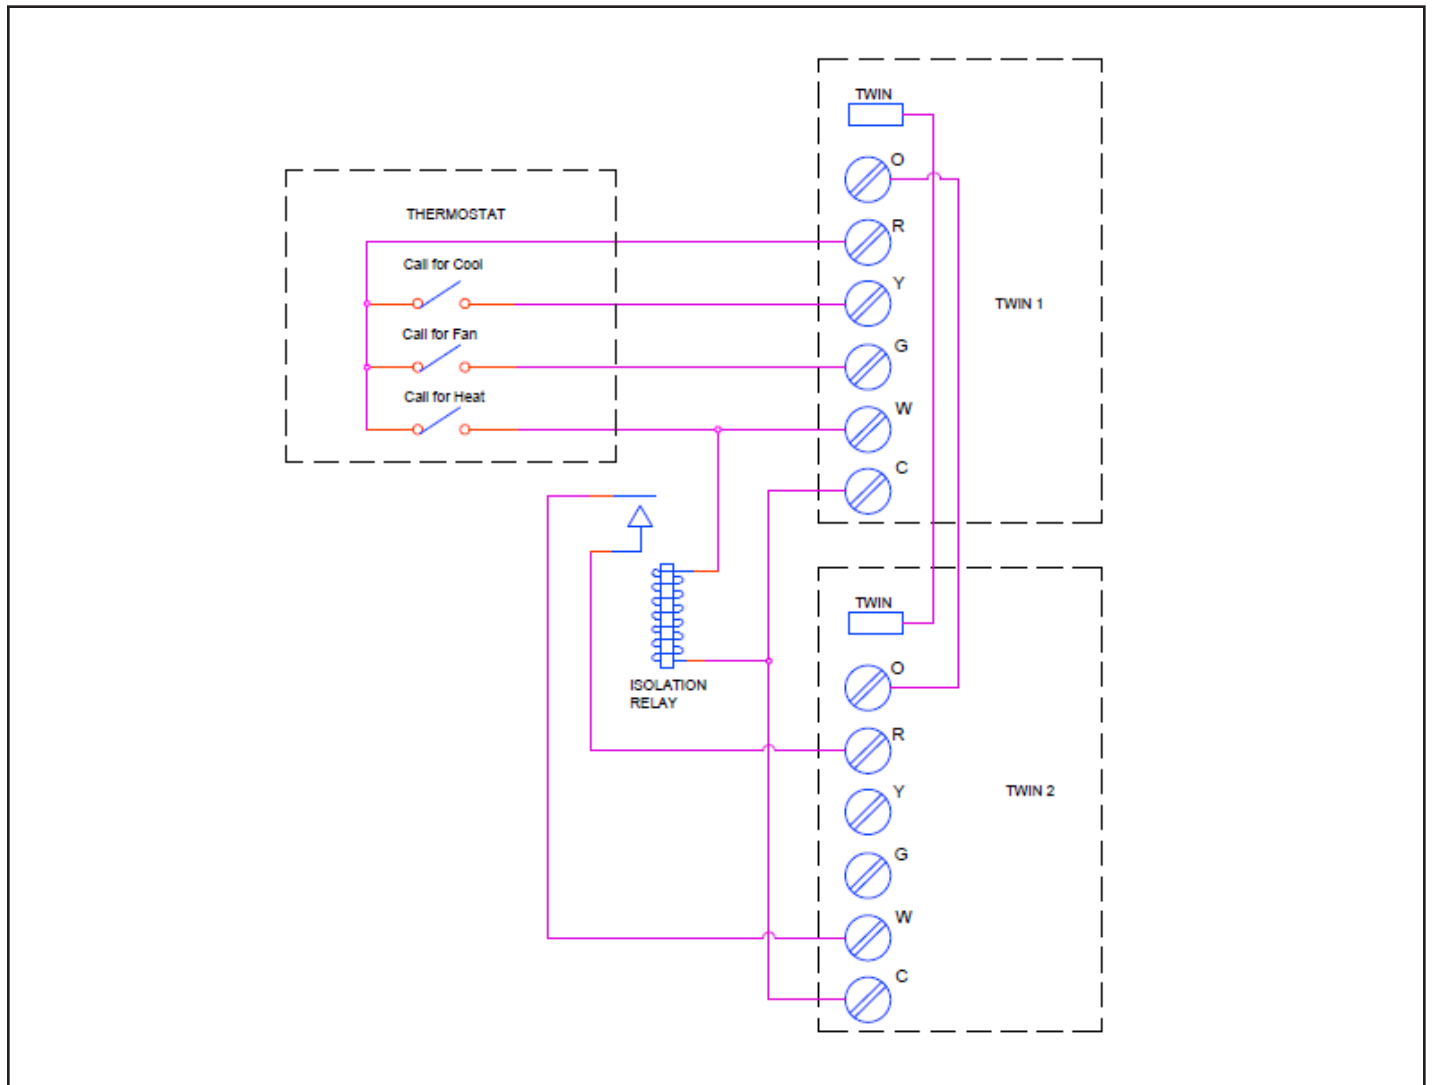 TWIN
O
THERMOSTAT
R
Call for Cool
Y
TWIN 1
Call for Fan
G
Call for Heat
W
C
TWIN
O
ISOLATION
RELAY
R
Y
TWIN 2
G
W
C